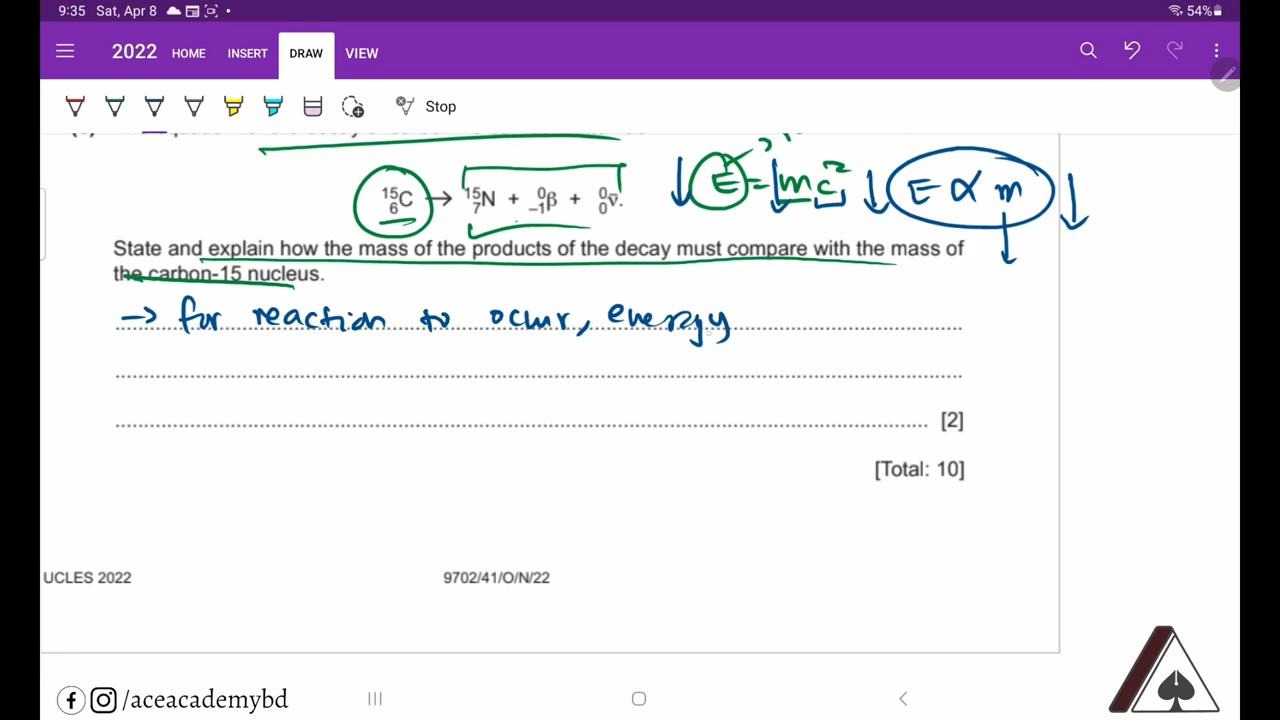 9:35 Sat, Apr 8 54%
2022 HOME INSERT DRAW VIEW
Stop
E = mc² E ∝ m
¹⁵₆C → ¹⁵₇N + ⁰₋₁β + ⁰₀ν̅.
State and explain how the mass of the products of the decay must compare with the mass of
the carbon-15 nucleus.
→ for reaction to occur, energy
[2]
[Total: 10]
UCLES 2022 9702/41/O/N/22
/aceacademybd